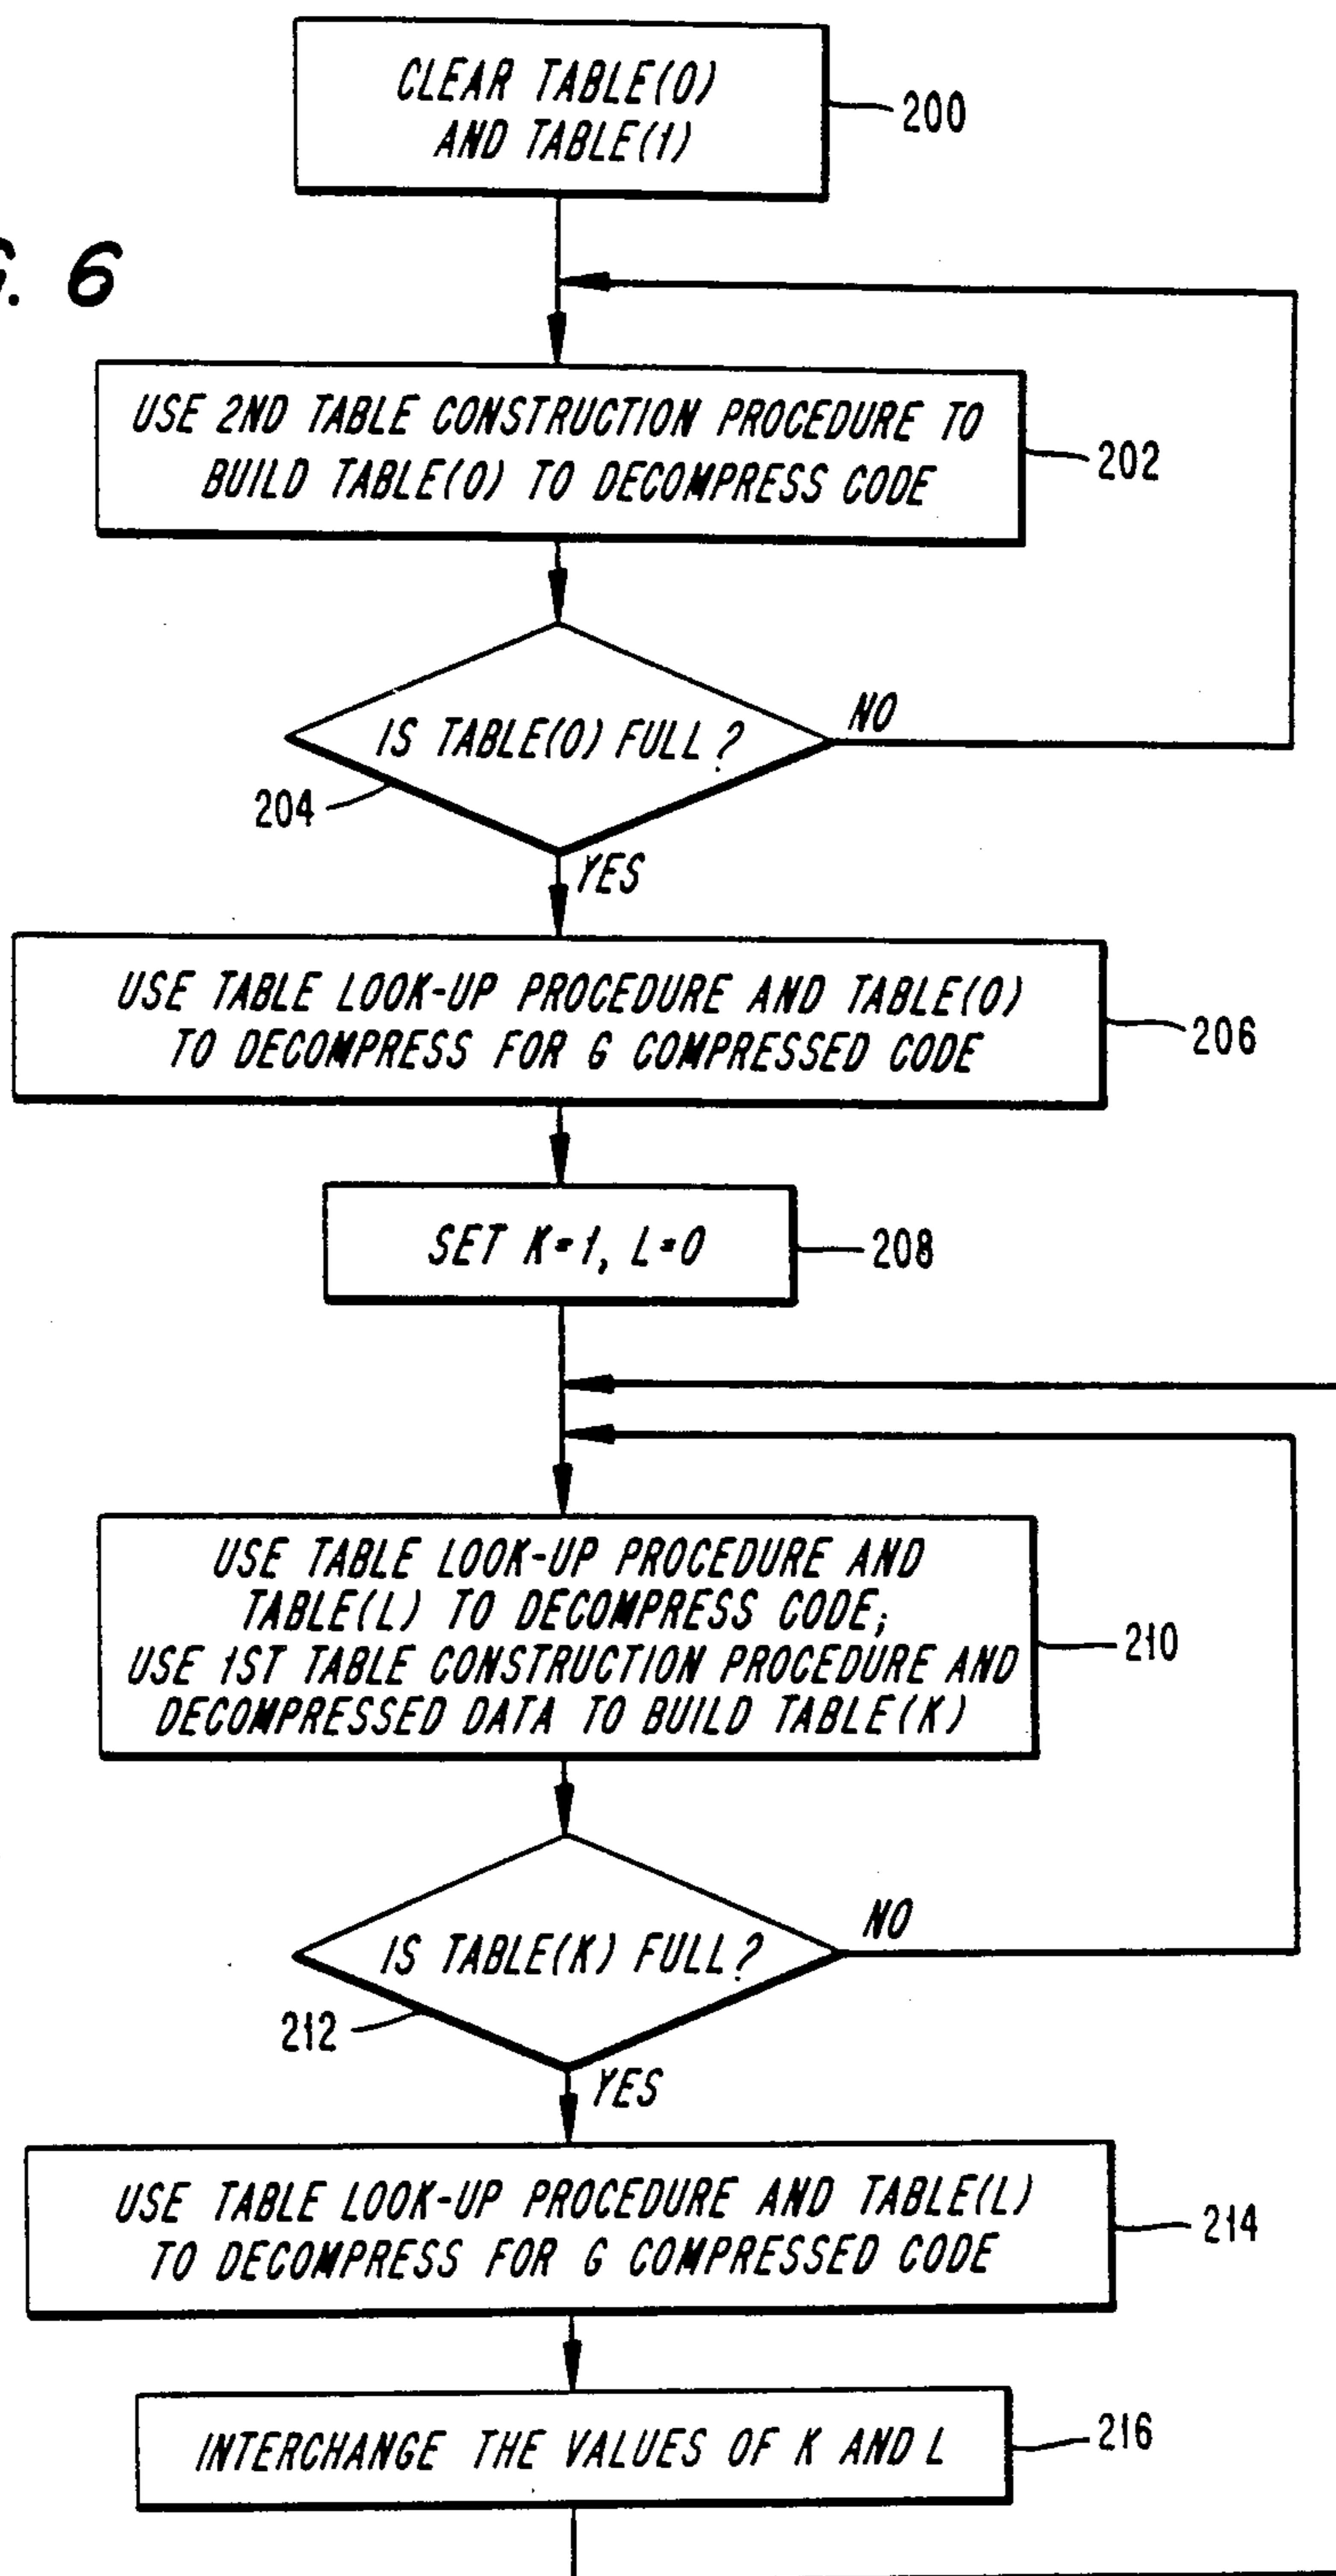 CLEAR TABLE(0)
AND TABLE(1)
200
G. 6
USE 2ND TABLE CONSTRUCTION PROCEDURE TO
BUILD TABLE(0) TO DECOMPRESS CODE
202
IS TABLE(0) FULL?
NO
204
YES
USE TABLE LOOK-UP PROCEDURE AND TABLE(0)
TO DECOMPRESS FOR G COMPRESSED CODE
206
SET K=1, L=0
208
USE TABLE LOOK-UP PROCEDURE AND
TABLE(L) TO DECOMPRESS CODE;
USE 1ST TABLE CONSTRUCTION PROCEDURE AND
DECOMPRESSED DATA TO BUILD TABLE(K)
210
IS TABLE(K) FULL?
NO
212
YES
USE TABLE LOOK-UP PROCEDURE AND TABLE(L)
TO DECOMPRESS FOR G COMPRESSED CODE
214
INTERCHANGE THE VALUES OF K AND L
216